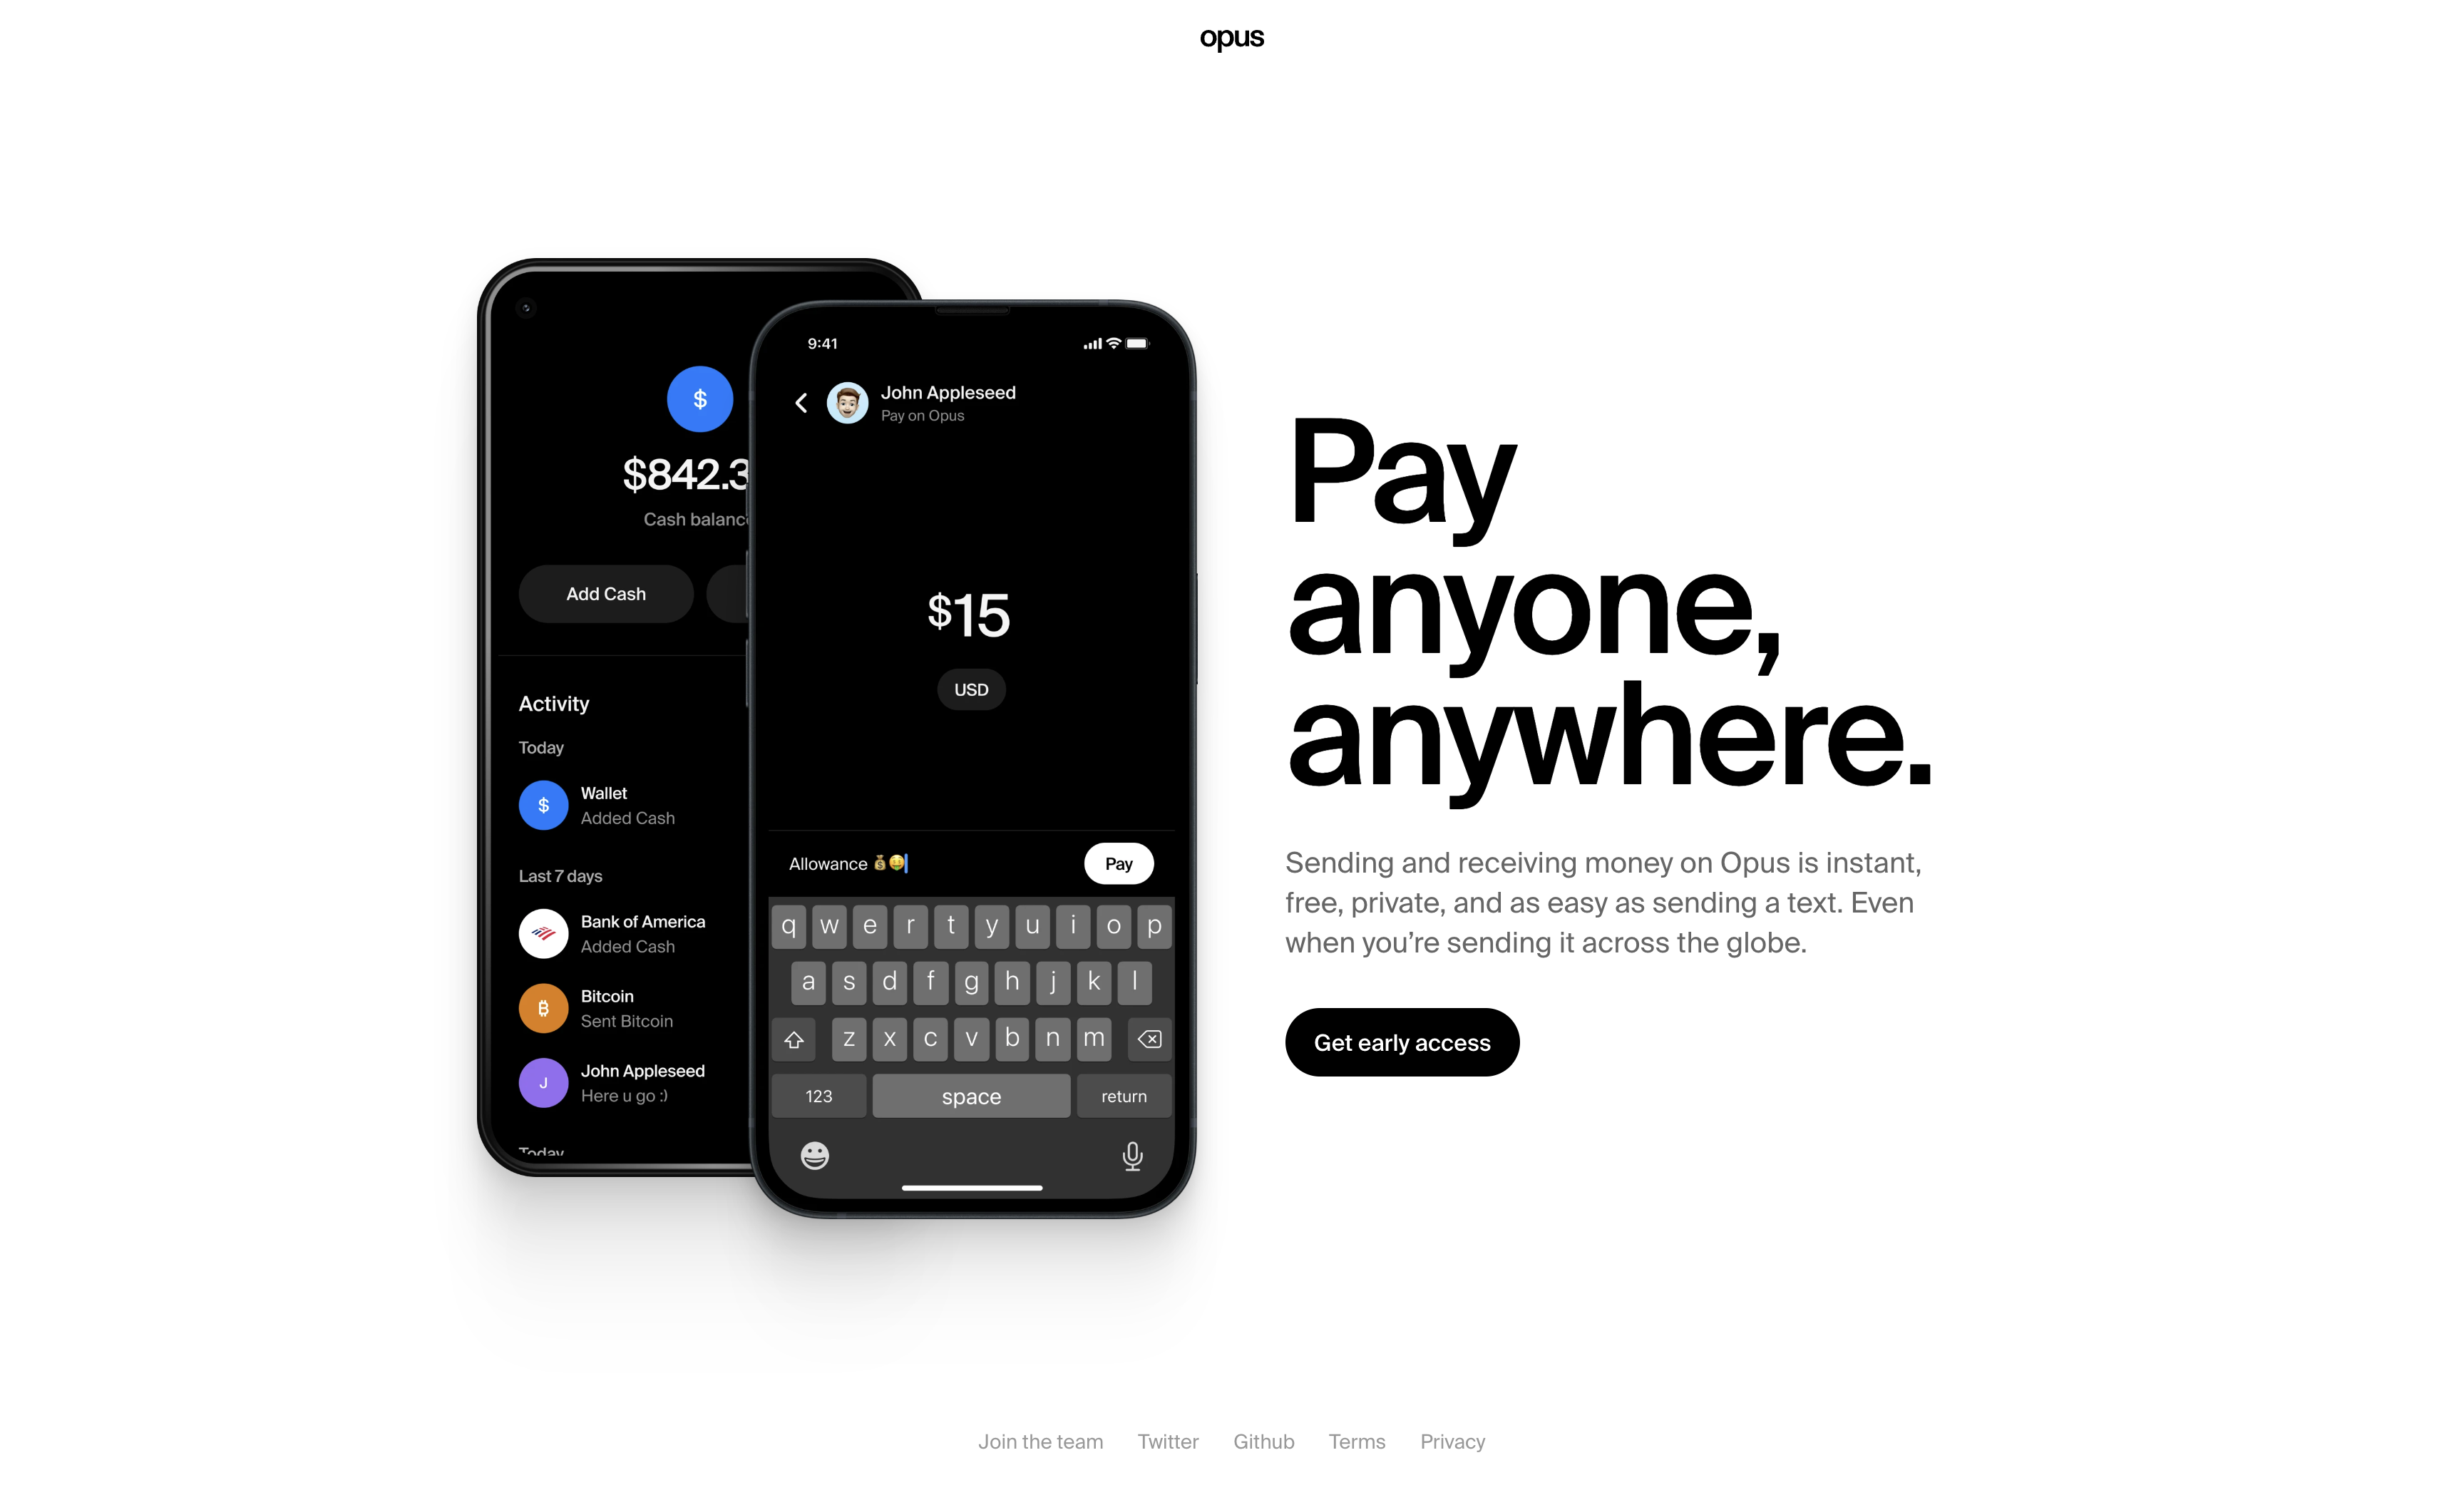 opus
$
$842.3
Cash balance
Add Cash
Activity
Today
$
Wallet
Added Cash
Last 7 days
Bank of America
Added Cash
Bitcoin
Sent Bitcoin
J
John Appleseed
Here u go :)
Today
9:41
John Appleseed
Pay on Opus
$15
USD
Allowance 💰🤑
Pay
q w e r t y u i o p
a s d f g h j k l
z x c v b n m
123 space return
Pay
anyone,
anywhere.
Sending and receiving money on Opus is instant,
free, private, and as easy as sending a text. Even
when you’re sending it across the globe.
Get early access
Join the team Twitter Github Terms Privacy